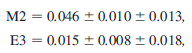 M2 = 0.046 ± 0.010 ± 0.013,
E3 = 0.015 ± 0.008 ± 0.018,